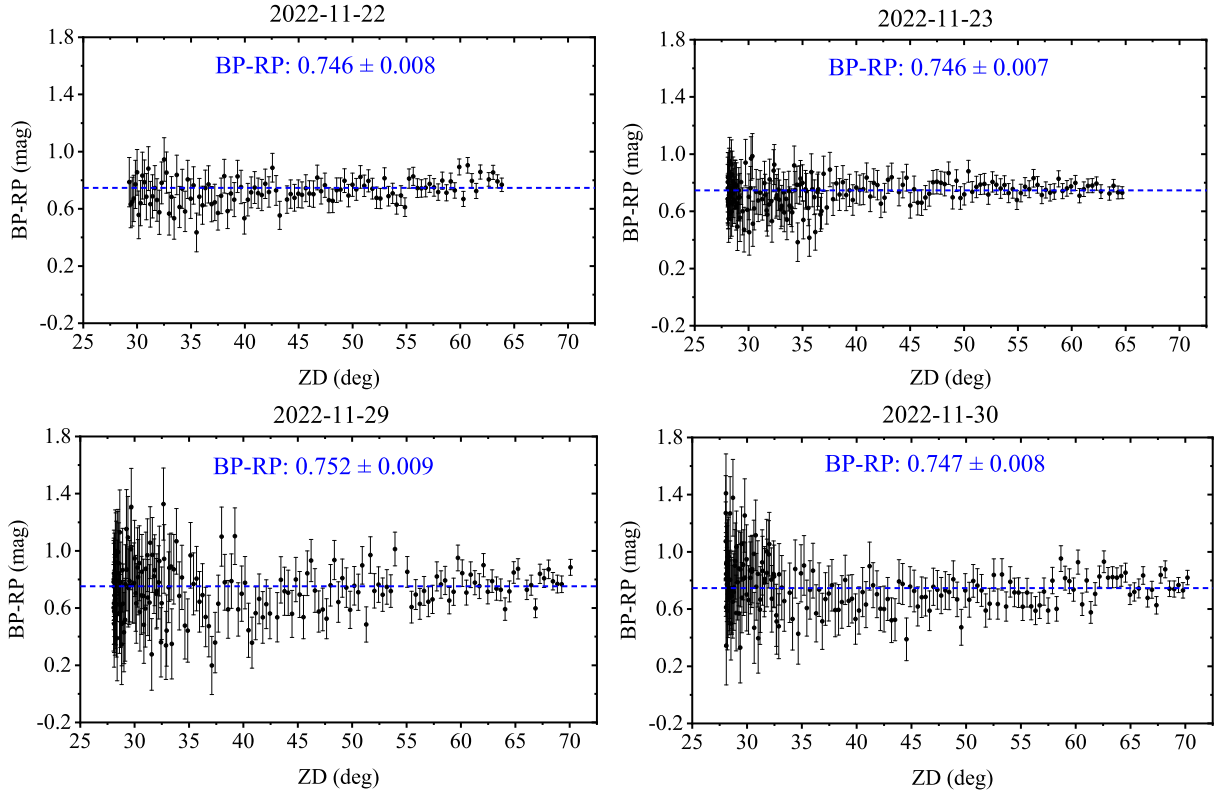 2022-11-22
BP-RP: 0.746 ± 0.008
1.8
1.4
1.0
0.6
0.2
-0.2
BP-RP (mag)
25 30 35 40 45 50 55 60 65 70
ZD (deg)
2022-11-23
BP-RP: 0.746 ± 0.007
1.8
1.4
1.0
0.6
0.2
-0.2
BP-RP (mag)
25 30 35 40 45 50 55 60 65 70
ZD (deg)
2022-11-29
BP-RP: 0.752 ± 0.009
1.8
1.4
1.0
0.6
0.2
-0.2
BP-RP (mag)
25 30 35 40 45 50 55 60 65 70
ZD (deg)
2022-11-30
BP-RP: 0.747 ± 0.008
1.8
1.4
1.0
0.6
0.2
-0.2
BP-RP (mag)
25 30 35 40 45 50 55 60 65 70
ZD (deg)